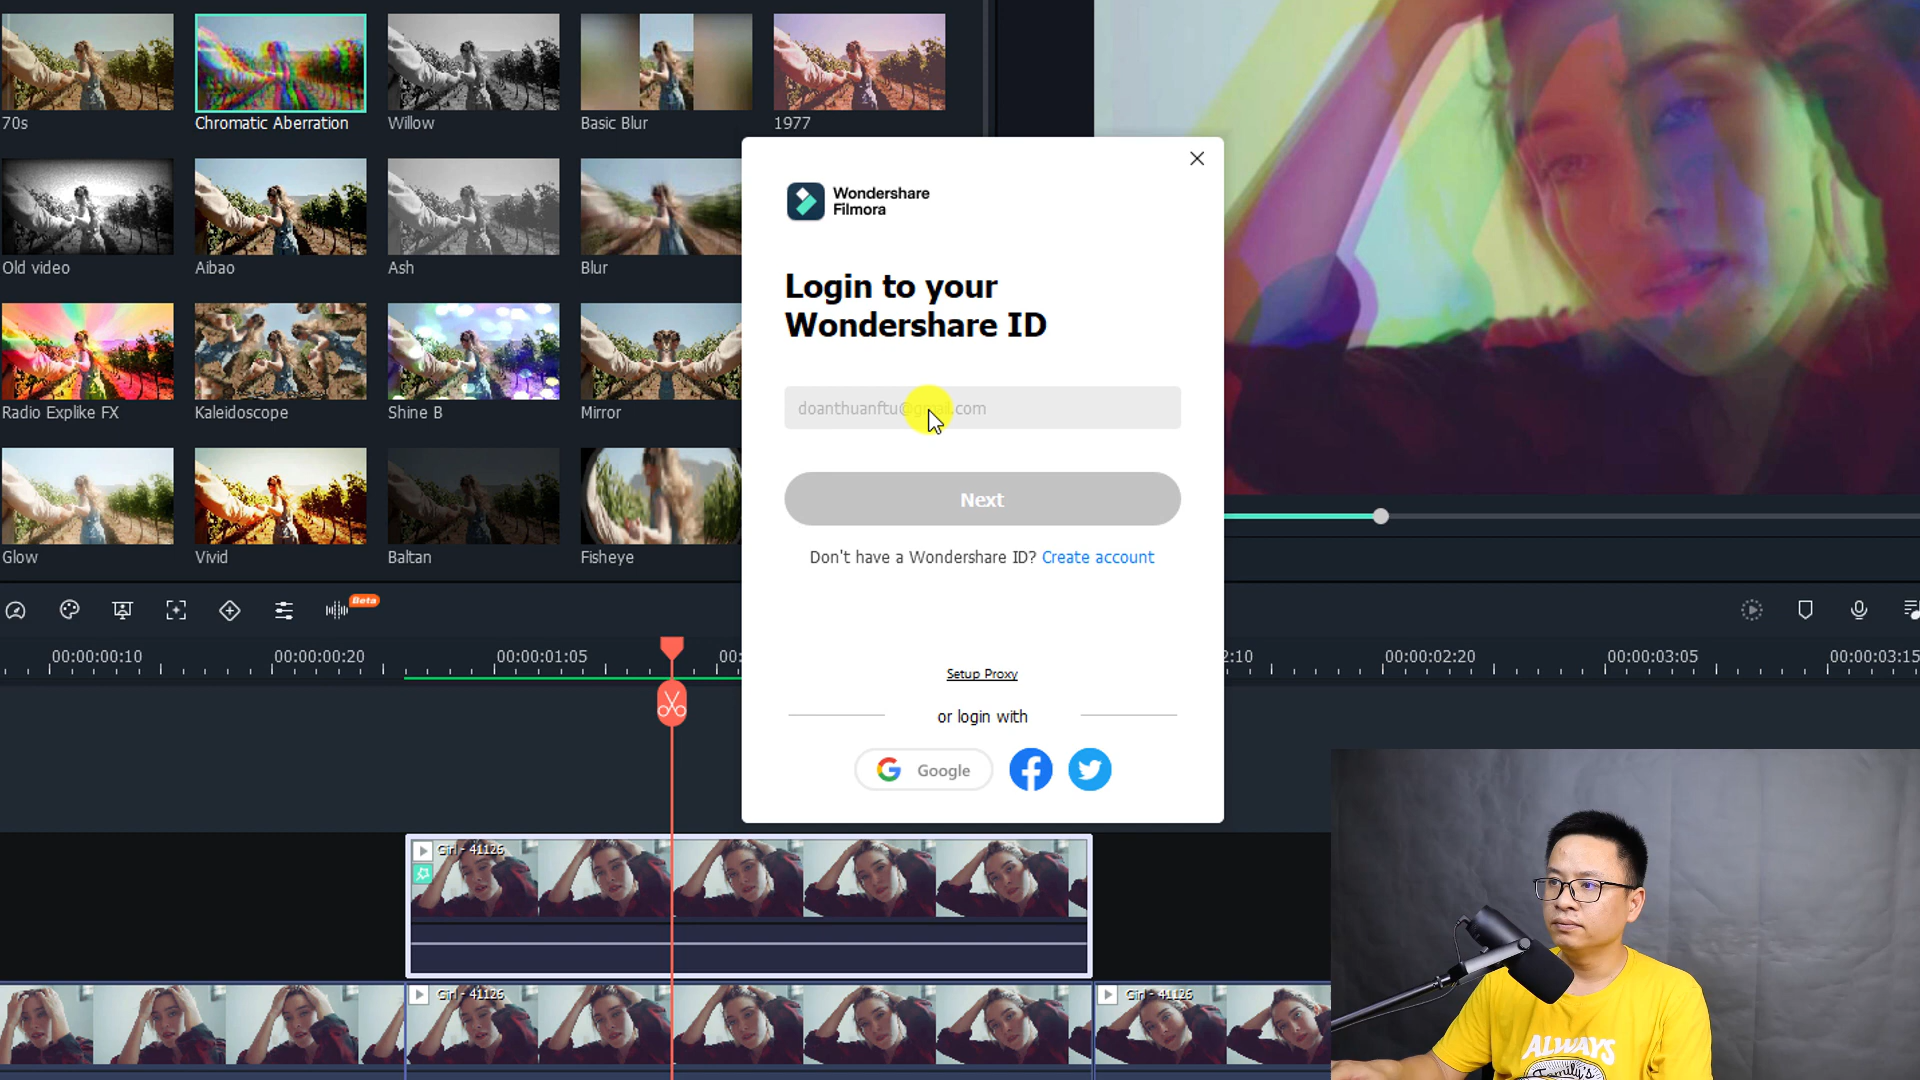 70s
Chromatic Aberration
Willow
Basic Blur
1977
Old video
Aibao
Ash
Blur
Radio Explike FX
Kaleidoscope
Shine B
Mirror
Glow
Vivid
Baltan
Fisheye
Wondershare
Filmora
Login to your
Wondershare ID
doanthuanftu@gmail.com
Next
Don't have a Wondershare ID? Create account
Setup Proxy
or login with
Google
Beta
00:00:00:10
00:00:00:20
00:00:01:05
00:
2:10
00:00:02:20
00:00:03:05
00:00:03:15
Girl - 41126
Girl - 41126
Girl - 41126
ALWAYS
Family's